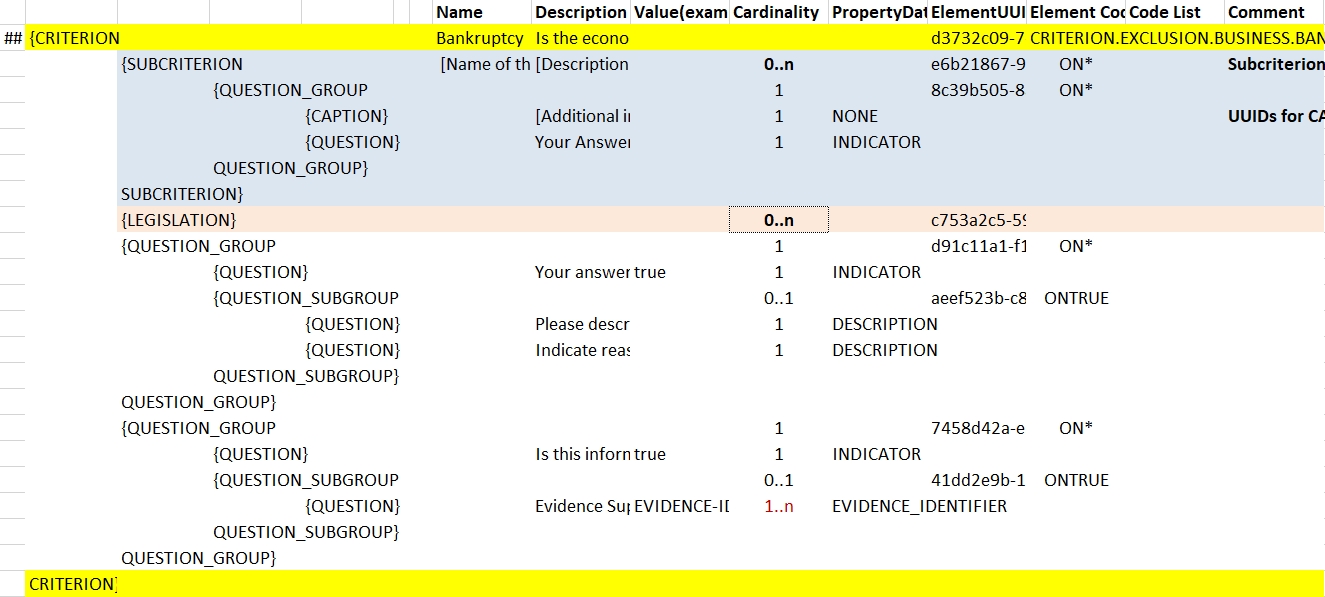 Name Description Value(exam Cardinality PropertyDat ElementUUI Element Coc Code List Comment
## {CRITERION Bankruptcy Is the econo d3732c09-7 CRITERION.EXCLUSION.BUSINESS.BAN
{SUBCRITERION [Name of th [Description 0..n e6b21867-9 ON* Subcriterion
{QUESTION_GROUP 1 8c39b505-8 ON*
{CAPTION} [Additional in 1 NONE UUIDs for CA
{QUESTION} Your Answer 1 INDICATOR
QUESTION_GROUP}
SUBCRITERION}
{LEGISLATION} 0..n c753a2c5-59
{QUESTION_GROUP 1 d91c11a1-f1 ON*
{QUESTION} Your answer true 1 INDICATOR
{QUESTION_SUBGROUP 0..1 aeef523b-c8 ONTRUE
{QUESTION} Please descr 1 DESCRIPTION
{QUESTION} Indicate reas 1 DESCRIPTION
QUESTION_SUBGROUP}
QUESTION_GROUP}
{QUESTION_GROUP 1 7458d42a-e ON*
{QUESTION} Is this inform true 1 INDICATOR
{QUESTION_SUBGROUP 0..1 41dd2e9b-1 ONTRUE
{QUESTION} Evidence Sup EVIDENCE-ID 1..n EVIDENCE_IDENTIFIER
QUESTION_SUBGROUP}
QUESTION_GROUP}
CRITERION}